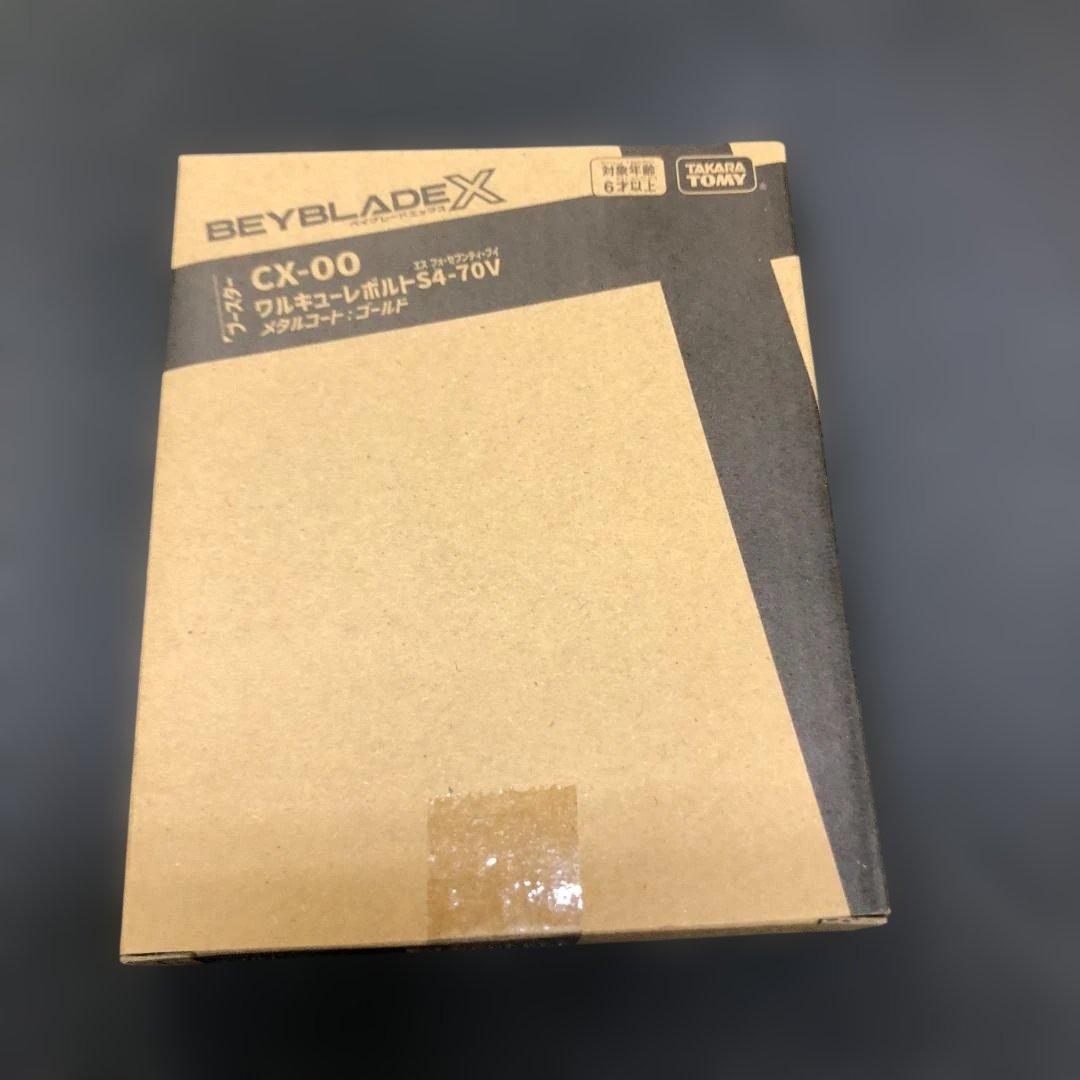 BEYBLADE X
ベイブレードエックス
対象年齢
6才以上
TAKARA
TOMY
ブースター
CX-00
エス フォーセブンティーブイ
ワルキューレボルトS4-70V
メタルコート:ゴールド